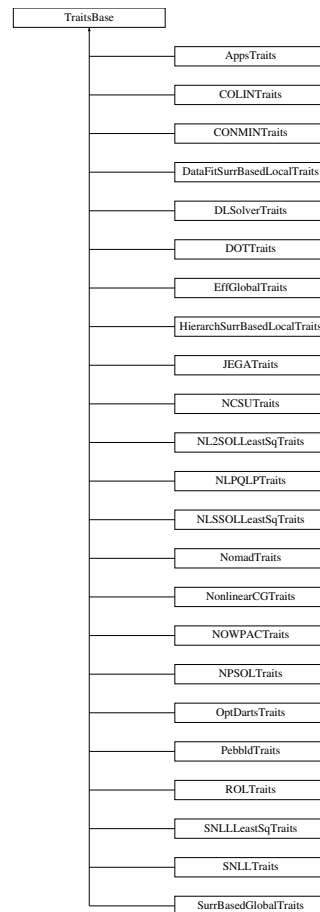 TraitsBase
AppsTraits
COLINTraits
CONMINTraits
DataFitSurrBasedLocalTraits
DLSolverTraits
DOTTraits
EffGlobalTraits
HierarchSurrBasedLocalTraits
JEGATraits
NCSUTraits
NL2SOLLeastSqTraits
NLPQLPTraits
NLSSOLLeastSqTraits
NomadTraits
NonlinearCGTraits
NOWPACTraits
NPSOLTraits
OptDartsTraits
PebbldTraits
ROLTraits
SNLLLeastSqTraits
SNLLTraits
SurrBasedGlobalTraits